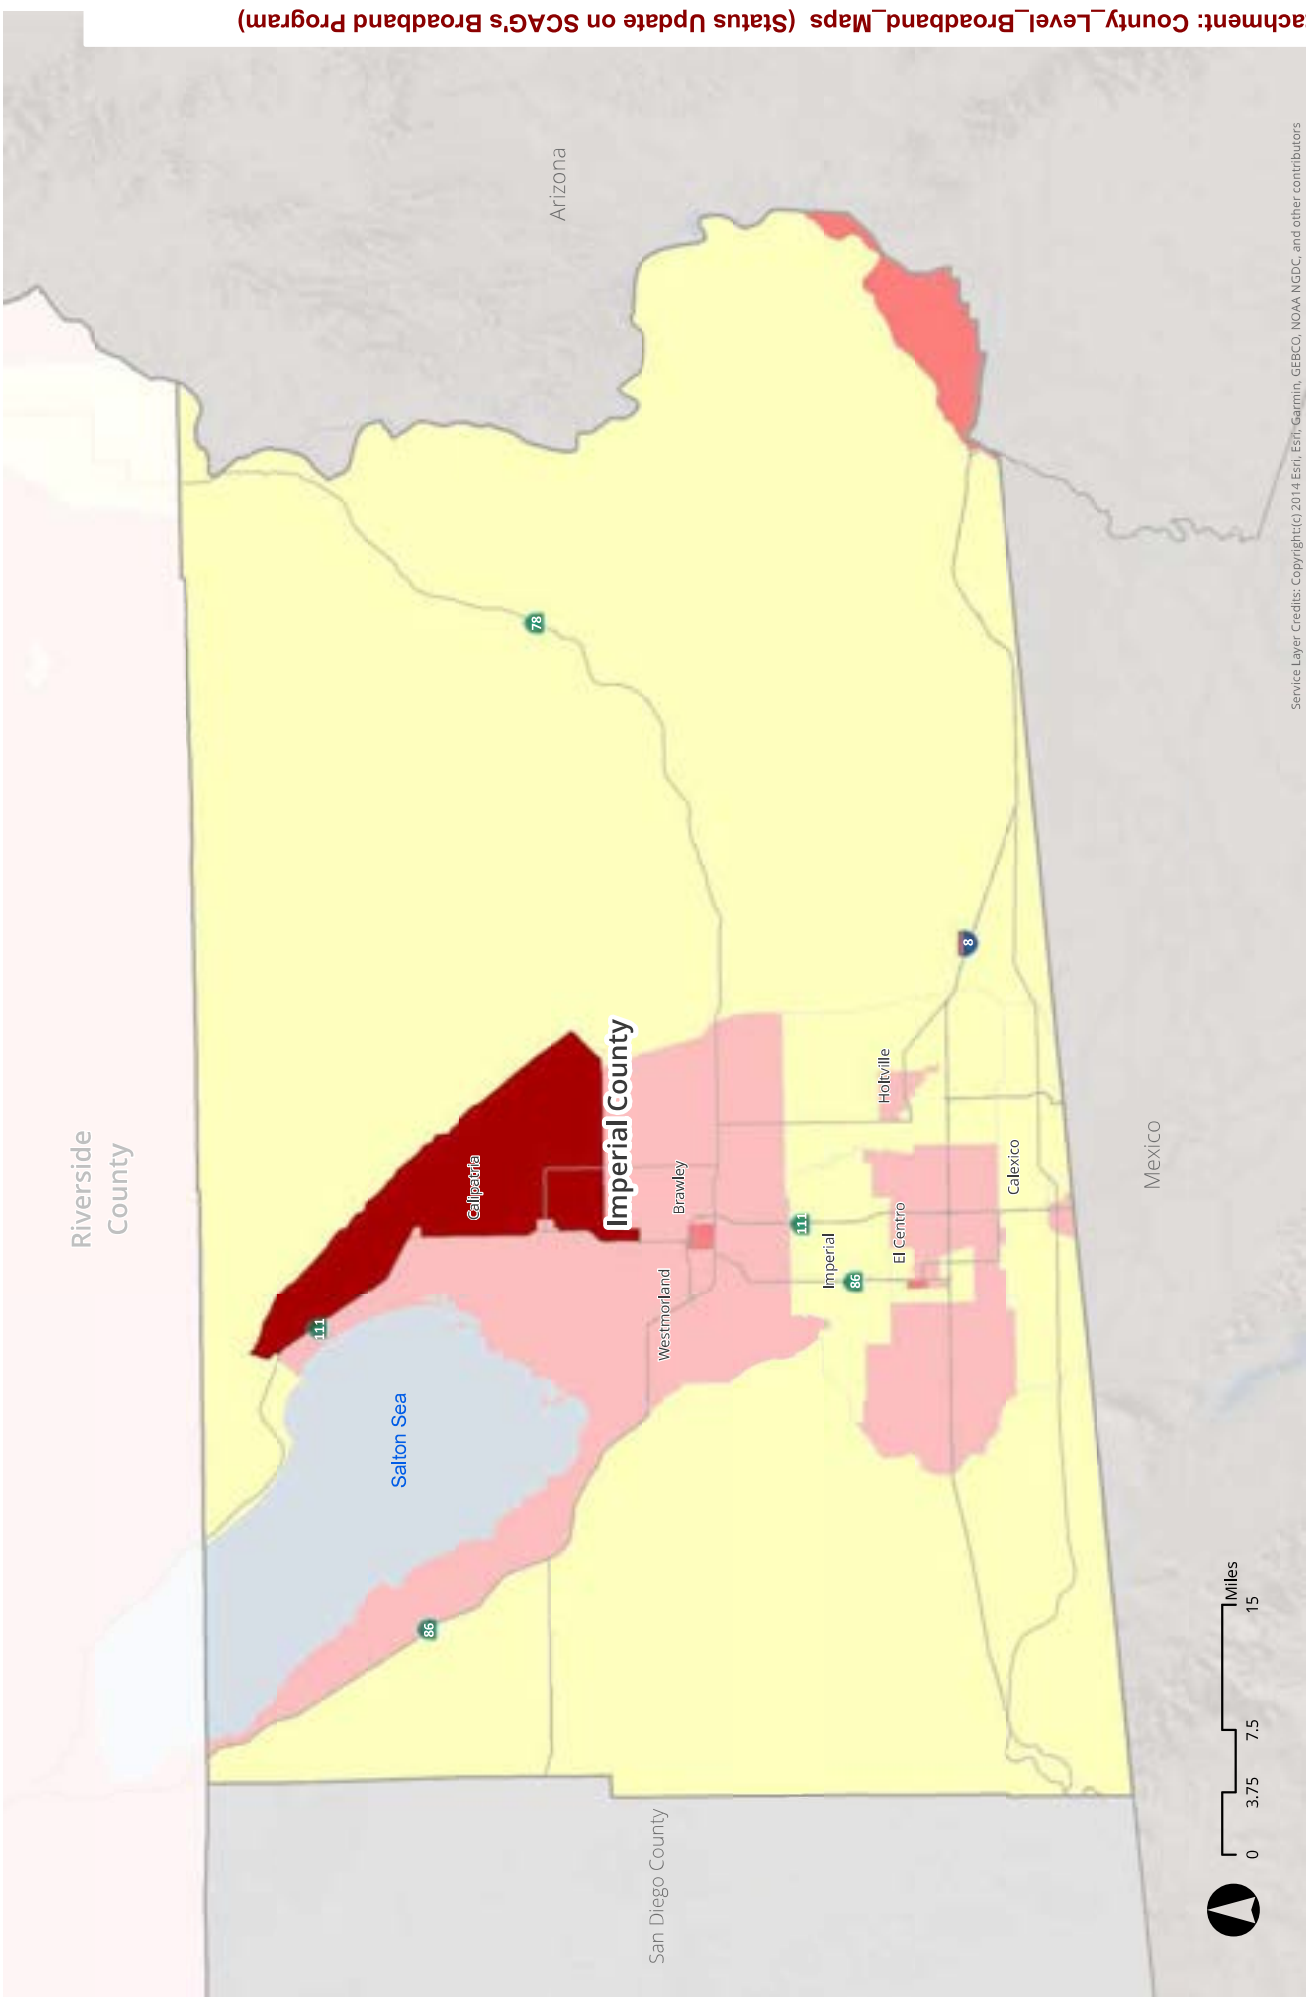 achment: County_Level_Broadband_Maps (Status Update on SCAG's Broadband Program)
Riverside
County
Arizona
78
Imperial County
Calipatria
Brawley
Westmorland
111
Salton Sea
86
111
Imperial
86
El Centro
Holtville
Calexico
8
Mexico
San Diego County
0 3.75 7.5 15
Miles
Service Layer Credits: Copyright:(c) 2014 Esri, Esri, Garmin, GEBCO, NOAA NGDC, and other contributors